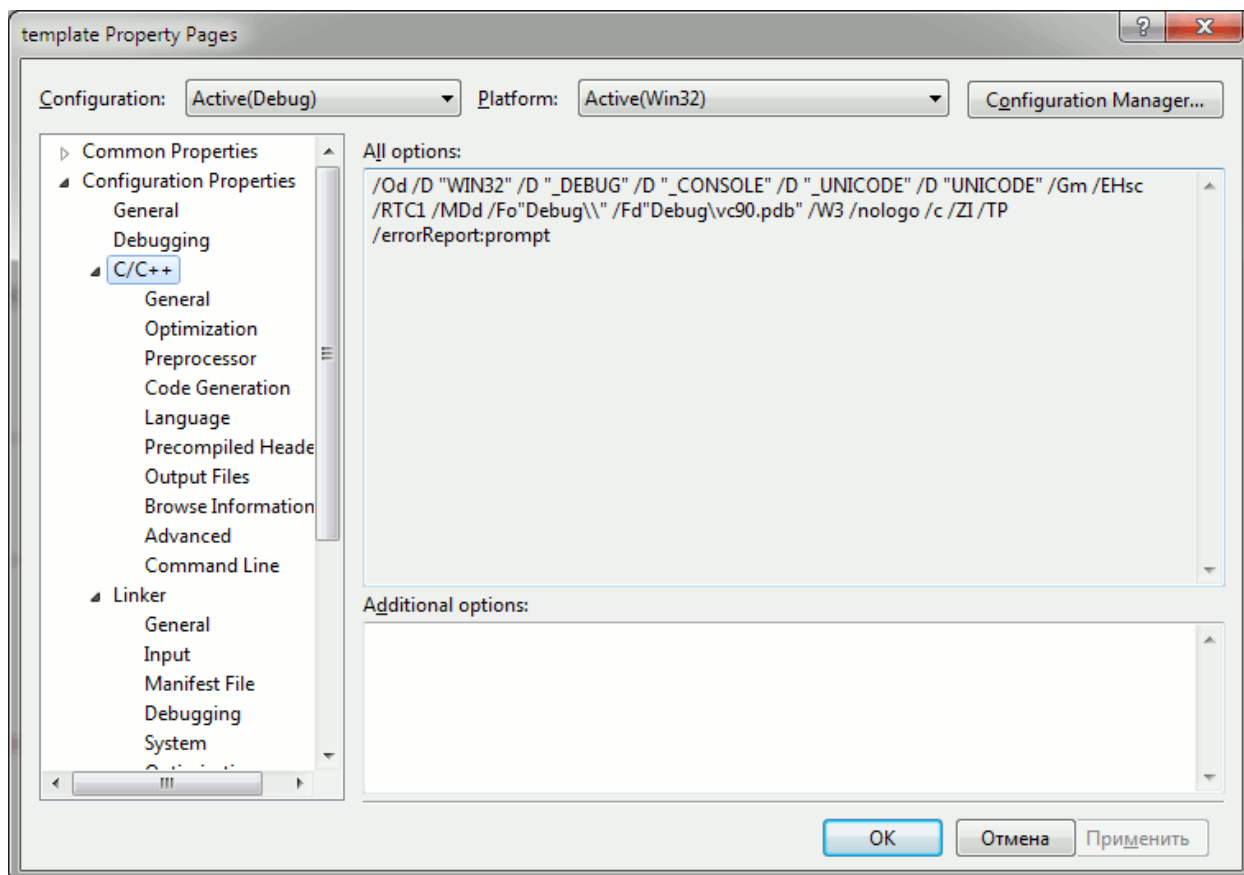 template Property Pages
Configuration: Active(Debug) Platform: Active(Win32) Configuration Manager...
Common Properties
Configuration Properties
General
Debugging
C/C++
General
Optimization
Preprocessor
Code Generation
Language
Precompiled Heade
Output Files
Browse Information
Advanced
Command Line
Linker
General
Input
Manifest File
Debugging
System
All options:
/Od /D "WIN32" /D "_DEBUG" /D "_CONSOLE" /D "_UNICODE" /D "UNICODE" /Gm /EHsc
/RTC1 /MDd /Fo"Debug\\" /Fd"Debug\vc90.pdb" /W3 /nologo /c /ZI /TP
/errorReport:prompt
Additional options:
OK Отмена Применить